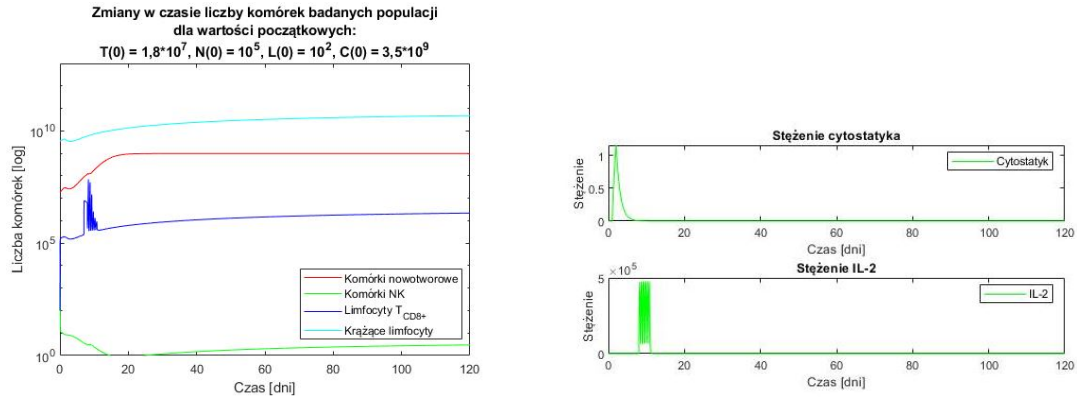 Zmiany w czasie liczby komórek badanych populacji
dla wartości początkowych:
T(0) = 1,8*10^7, N(0) = 10^5, L(0) = 10^2, C(0) = 3,5*10^9
Liczba komórek [log]
10^10
10^5
10^0
0 20 40 60 80 100 120
Czas [dni]
Komórki nowotworowe
Komórki NK
Limfocyty T_CD8+
Krążące limfocyty
Stężenie cytostatyka
Stężenie
1
0.5
0
Cytostatyk
0 20 40 60 80 100 120
Czas [dni]
Stężenie IL-2
×10^5
Stężenie
5
0
IL-2
0 20 40 60 80 100 120
Czas [dni]